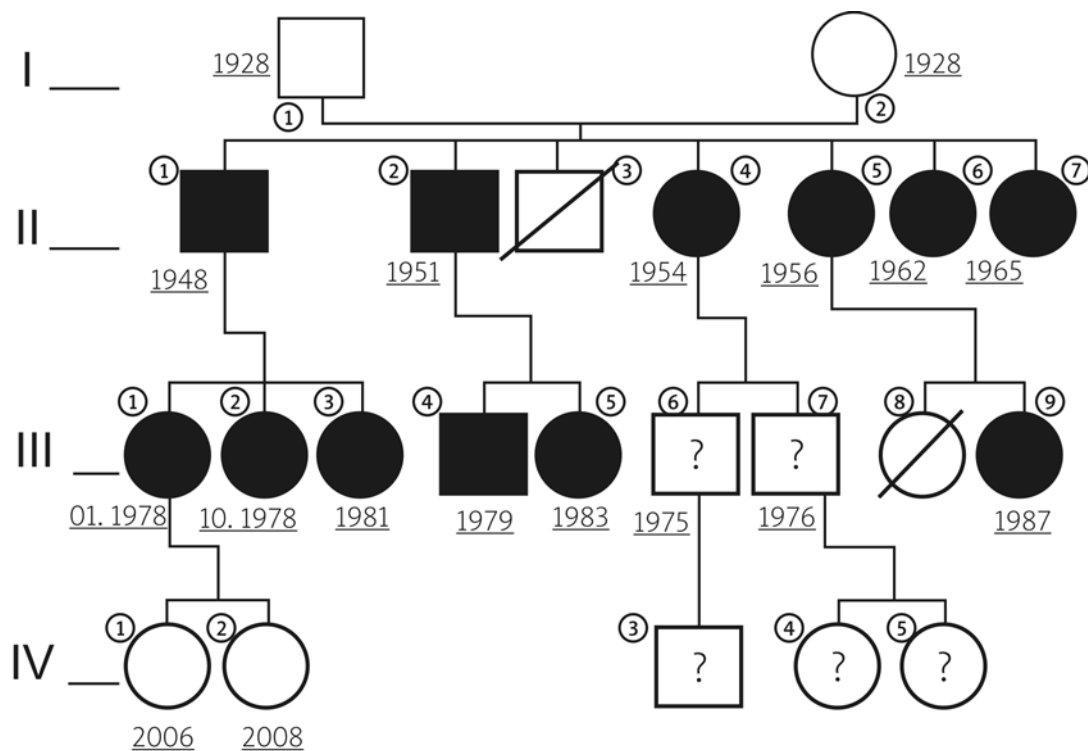 I 1928 1928
① ②
① ② ③ ④ ⑤ ⑥ ⑦
II
1948 1951 1954 1956 1962 1965
① ② ③ ④ ⑤ ⑥ ⑦ ⑧ ⑨
III ? ?
01. 1978 10. 1978 1981 1979 1983 1975 1976 1987
① ② ③ ④ ⑤
IV ? ? ?
2006 2008